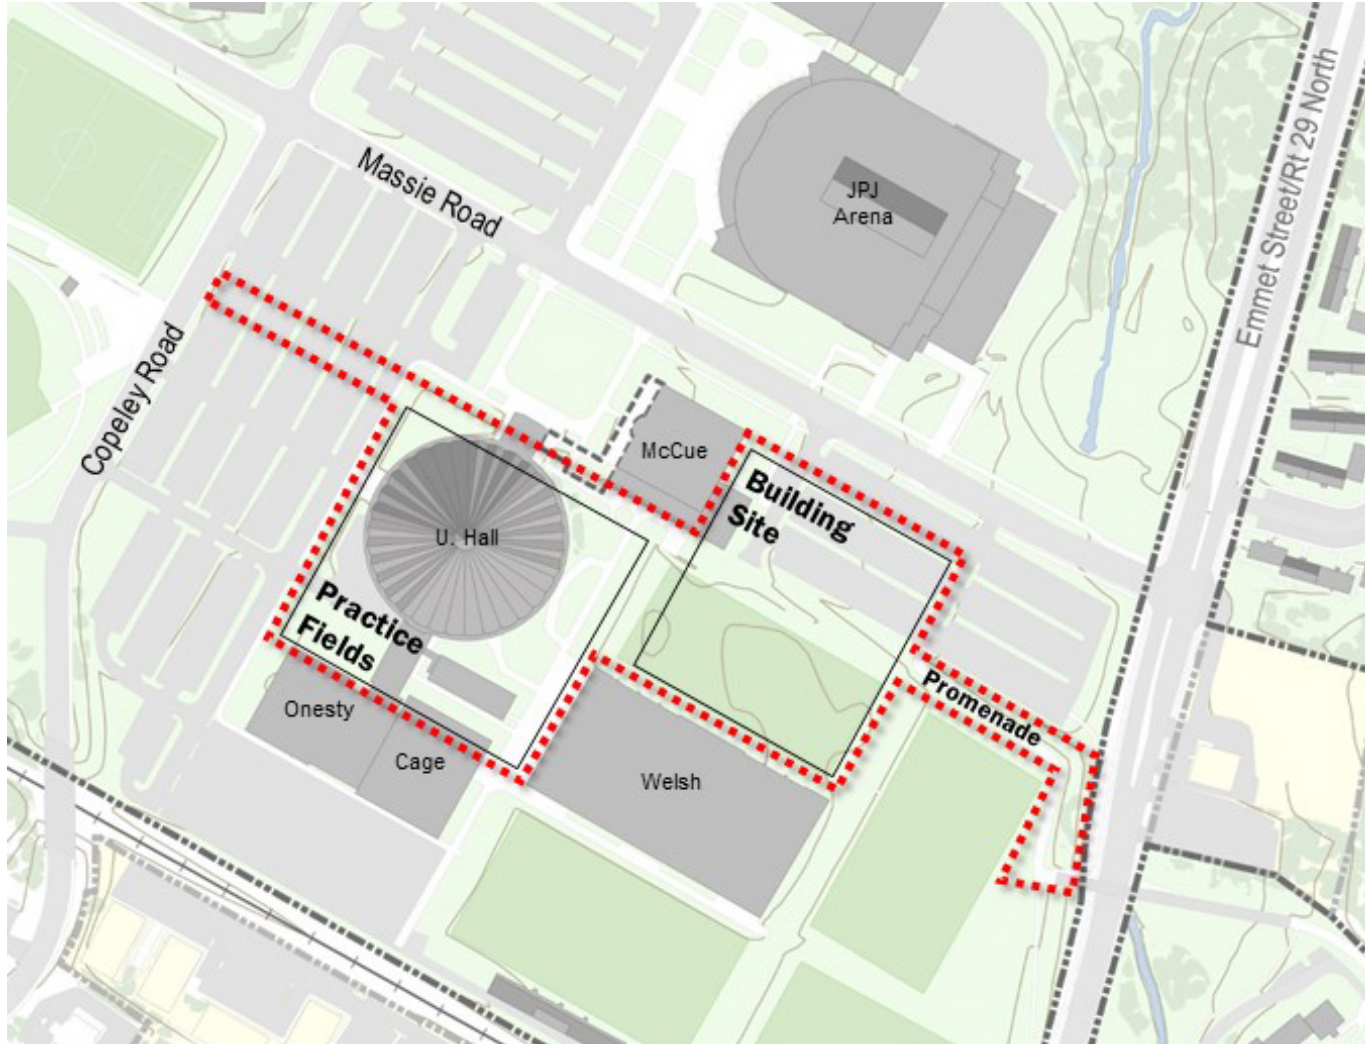 Massie Road
JPJ
Arena
Emmet Street/Rt 29 North
Copeley Road
McCue
Building
Site
U. Hall
Practice
Fields
Promenade
Onesty
Cage
Welsh